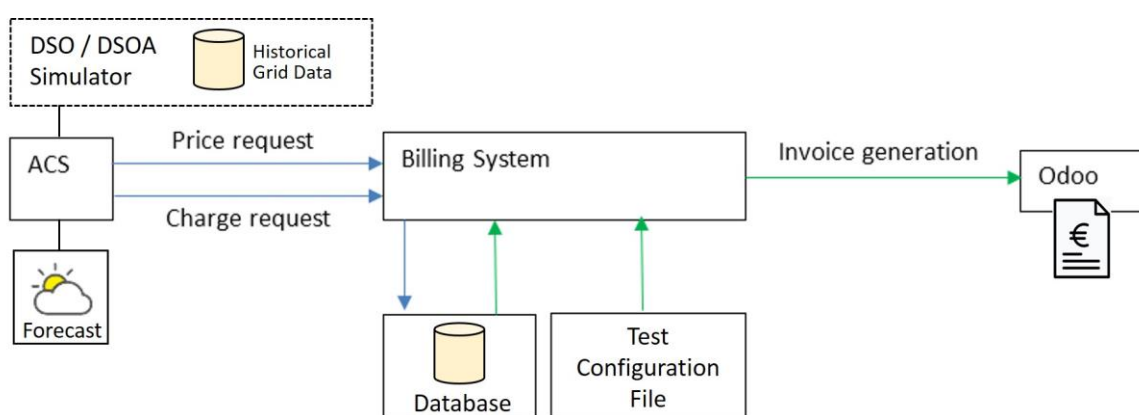 DSO / DSOA
Simulator
Historical
Grid Data
ACS
Price request
Charge request
Billing System
Invoice generation
Odoo
€
Forecast
Database
Test
Configuration
File